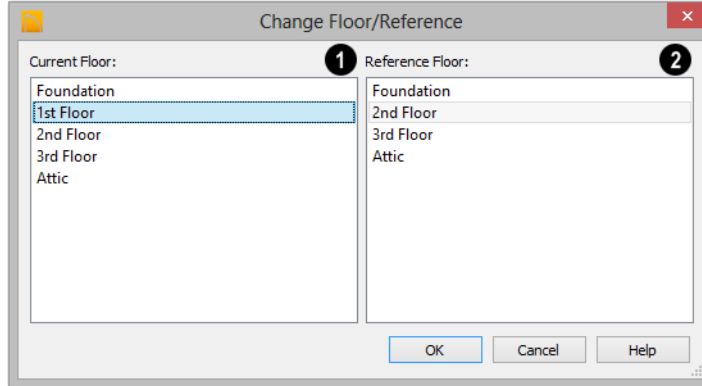 Change Floor/Reference
×
Current Floor:
1
Foundation
1st Floor
2nd Floor
3rd Floor
Attic
Reference Floor:
2
Foundation
2nd Floor
3rd Floor
Attic
OK
Cancel
Help